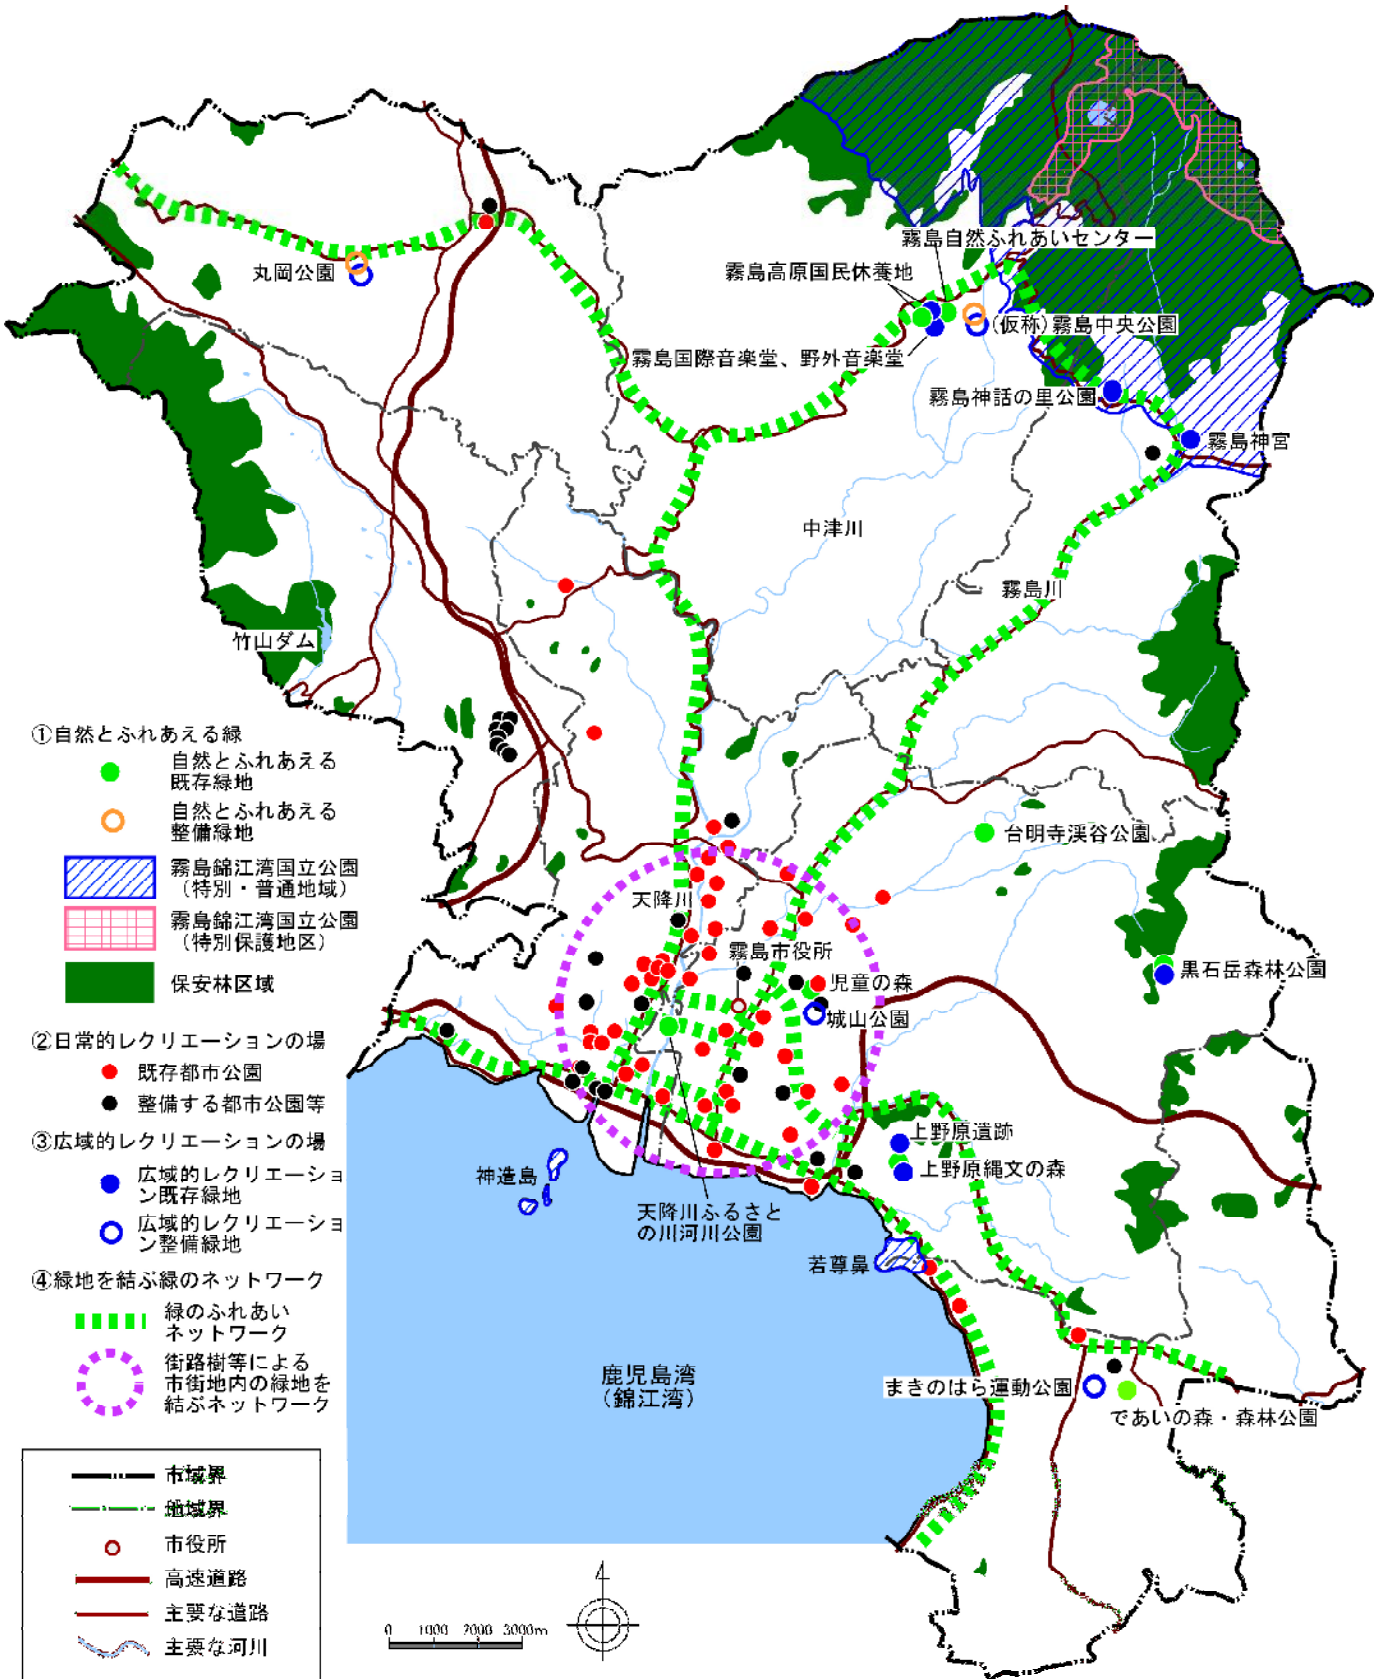 霧島自然ふれあいセンター
霧島高原国民休養地
丸岡公園
(仮称)霧島中央公園
霧島国際音楽堂、野外音楽堂
霧島神話の里公園
霧島神宮
中津川
霧島川
竹山ダム
①自然とふれあえる緑
自然とふれあえる
既存緑地
自然とふれあえる
整備緑地
霧島錦江湾国立公園
（特別・普通地域）
霧島錦江湾国立公園
（特別保護地区）
保安林区域
②日常的レクリエーションの場
既存都市公園
整備する都市公園等
③広域的レクリエーションの場
広域的レクリエーショ
ン既存緑地
広域的レクリエーショ
ン整備緑地
④緑地を結ぶ緑のネットワーク
緑のふれあい
ネットワーク
街路樹等による
市街地内の緑地を
結ぶネットワーク
市域界
地域界
市役所
高速道路
主要な道路
主要な河川
台明寺渓谷公園
天降川
霧島市役所
児童の森
城山公園
黒石岳森林公園
上野原遺跡
上野原縄文の森
神造島
天降川ふるさと
の川河川公園
若尊鼻
鹿児島湾
（錦江湾）
まきのはら運動公園
であいの森・森林公園
0 1000 2000 3000m
4